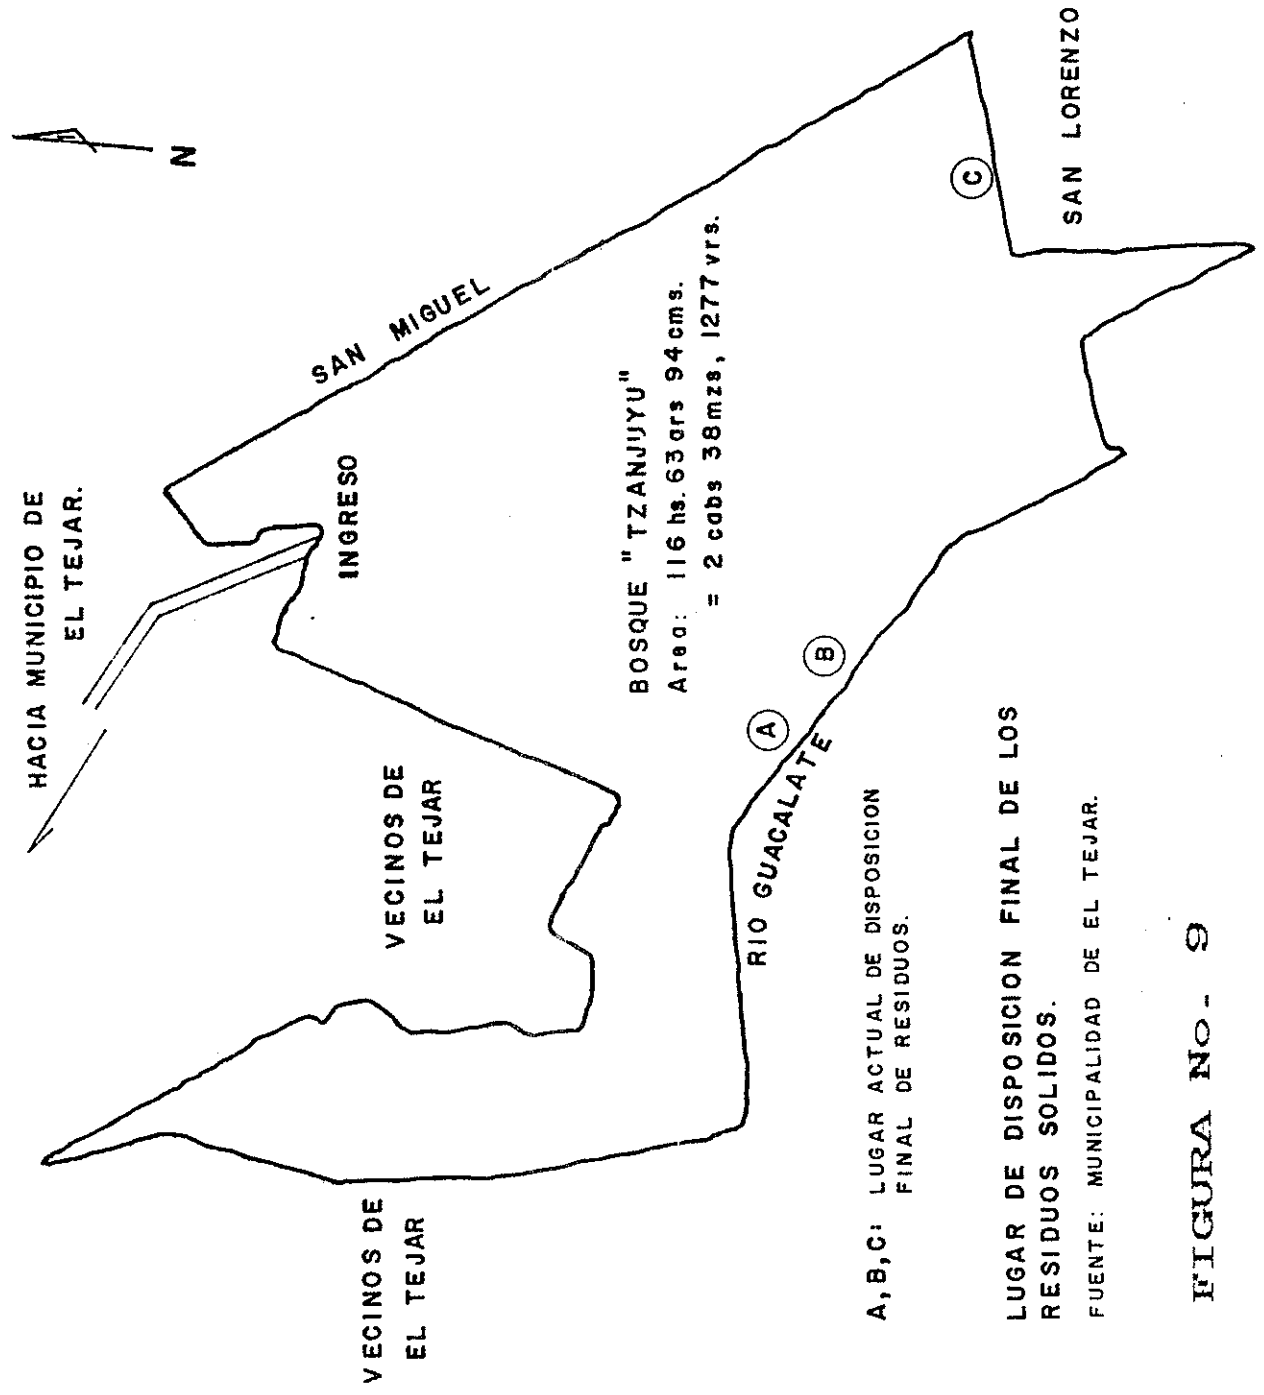 HACIA MUNICIPIO DE
EL TEJAR.
N
SAN MIGUEL
INGRESO
VECINOS DE
EL TEJAR
VECINOS DE
EL TEJAR
BOSQUE "TZANJUYU"
Area: 116 hs. 63 ars 94 cms.
= 2 cabs 38mzs, 1277 vrs.
A
B
C
RIO GUACALATE
SAN LORENZO
A,B,C: LUGAR ACTUAL DE DISPOSICION
FINAL DE RESIDUOS.
LUGAR DE DISPOSICION FINAL DE LOS
RESIDUOS SOLIDOS.
FUENTE: MUNICIPALIDAD DE EL TEJAR.
FIGURA No. 9